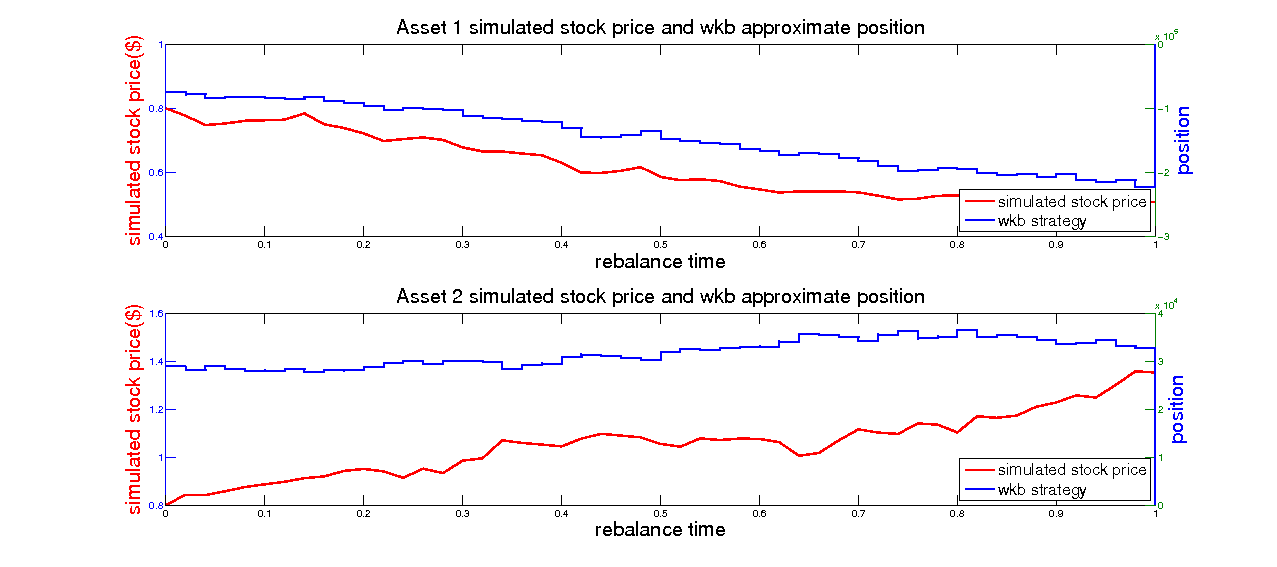 Asset 1 simulated stock price and wkb approximate position
x 10^5
simulated stock price($)
1
0.8
0.6
0.4
0
-1
-2
-3
position
simulated stock price
wkb strategy
0 0.1 0.2 0.3 0.4 0.5 0.6 0.7 0.8 0.9 1
rebalance time
Asset 2 simulated stock price and wkb approximate position
x 10^4
simulated stock price($)
1.6
1.4
1.2
1
0.8
4
3
2
1
0
position
simulated stock price
wkb strategy
0 0.1 0.2 0.3 0.4 0.5 0.6 0.7 0.8 0.9 1
rebalance time